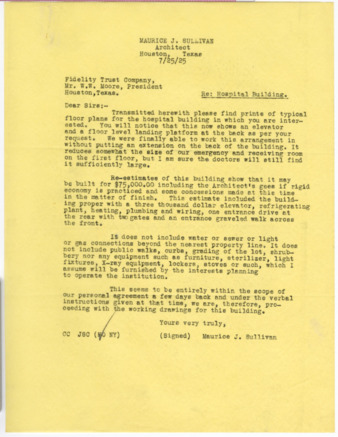 MAURICE J. SULLIVAN
Architect
Houston, Texas
7/25/25
Fidelity Trust Company,
Mr. W.W. Moore, President
Houston,Texas.
Re: Hospital Building.
Dear Sirs:-
Transmitted herewith please find prints of typical
floor plans for the hospital building in which you are inter-
ested. You will notice that this now shows an elevator
and a floor level landing platform at the back as per your
request. We were finally able to work this arrangement in
without putting an extension on the back of the building. It
reduces somewhat the size of our emergency and receiving room
on the first floor, but I am sure the doctors will still find
it sufficiently large.
Re-estimates of this building show that it may
be built for $75,000.00 including the Architect's fees if rigid
economy is practiced and some concessions made at this time
in the matter of finish. This estimate included the build-
ing proper with a three thousand dollar elevator, refrigerating
plant, heating, plumbing and wiring, one entrance drive at
the rear with two gates and an entrance graveled walk across
the front.
It does not include water or sewer or light
or gas connections beyond the nearest property line. It does
not include public walks, curbs, grading of the lot, shrub-
bery nor any equipment such as furniture, sterilizer, light
fixtures, X-ray equipment, lockers, stoves or such, which I
assume will be furnished by the interests planning
to operate the institution.
This seems to be entirely within the scope of
our personal agreement a few days back and under the verbal
instructions given at that time, we are, therefore, pro-
ceeding with the working drawings for this building.
Yours very truly,
CC JSC ( NY)
(Signed) Maurice J. Sullivan